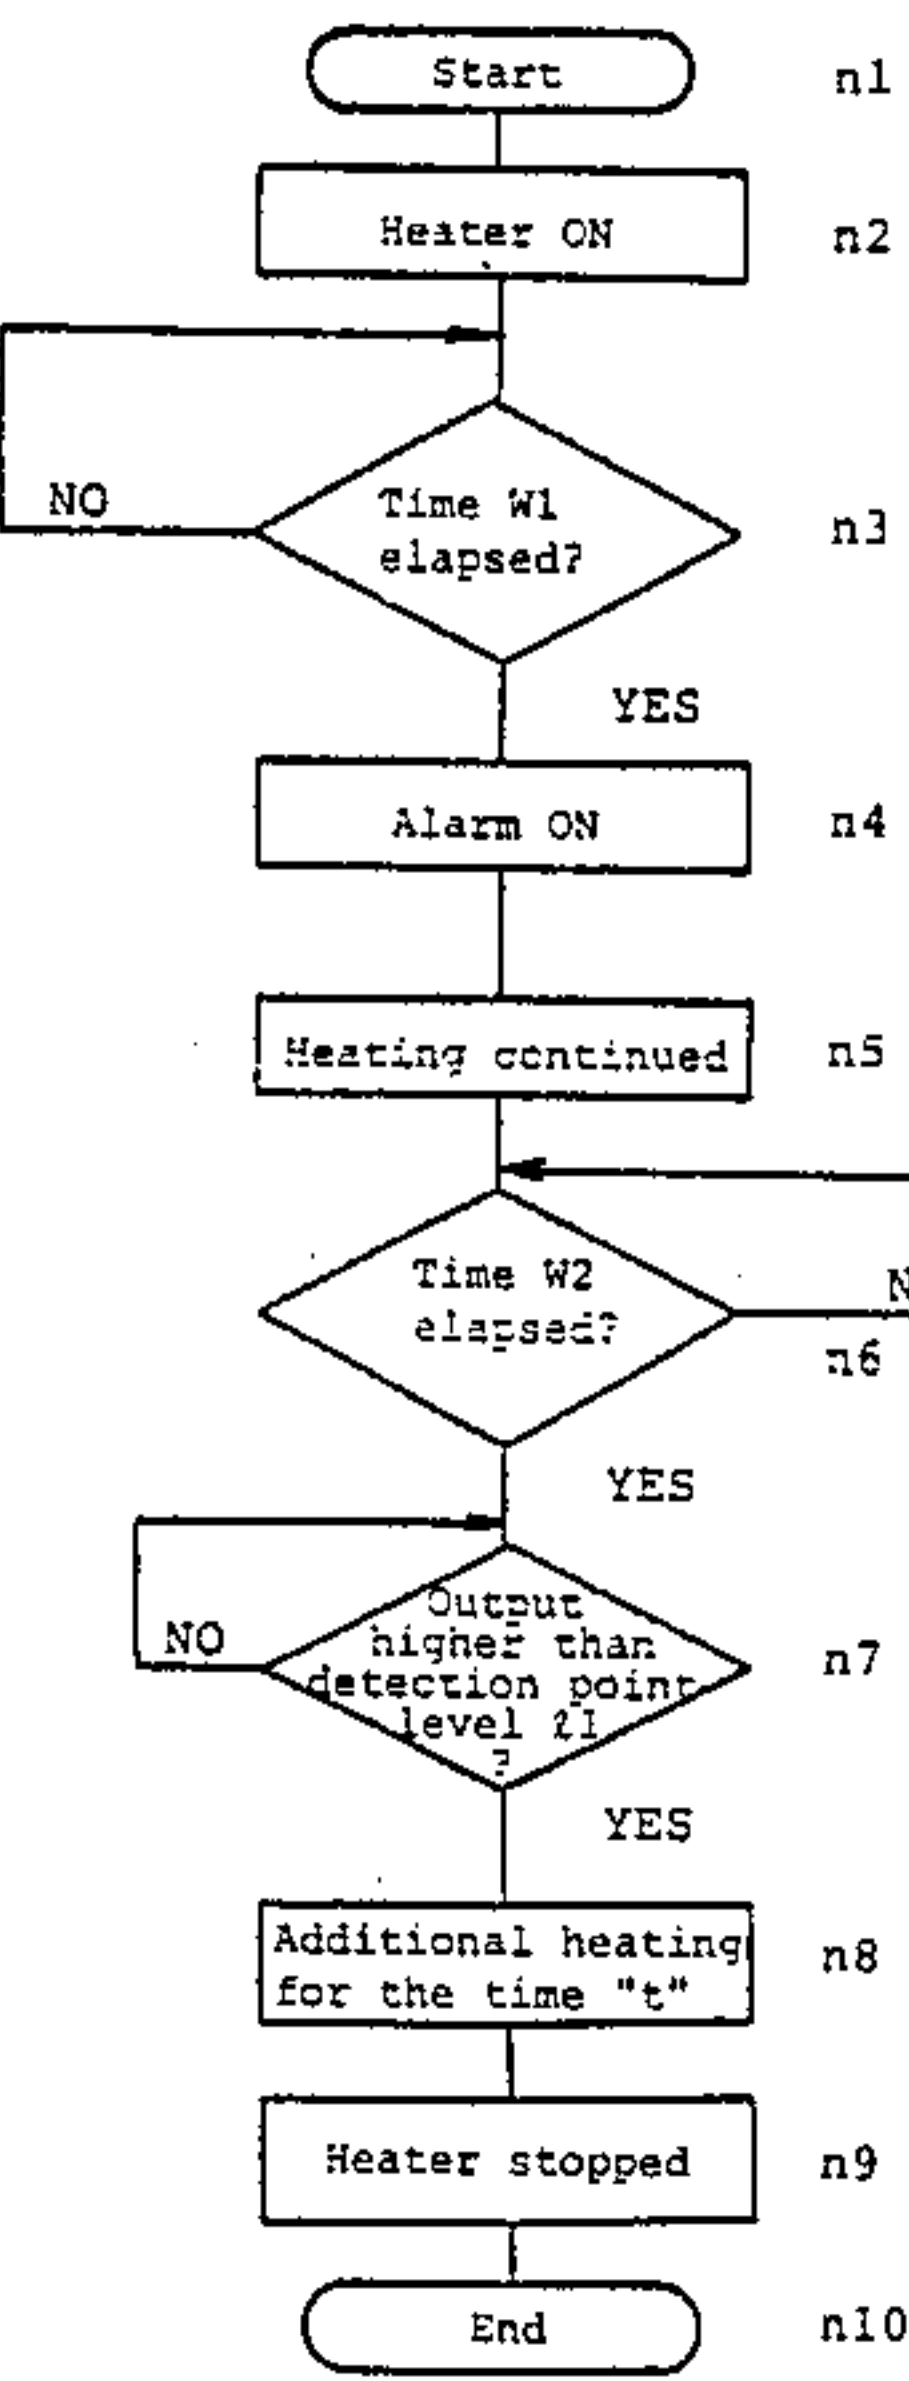 Start n1
Heater ON n2
NO
Time W1
elapsed?
n3
YES
Alarm ON n4
Heating continued n5
Time W2
elapsed?
N
n6
YES
Output
higher than
detection point
level ℓ1
?
NO
n7
YES
Additional heating
for the time "t"
n8
Heater stopped n9
End n10